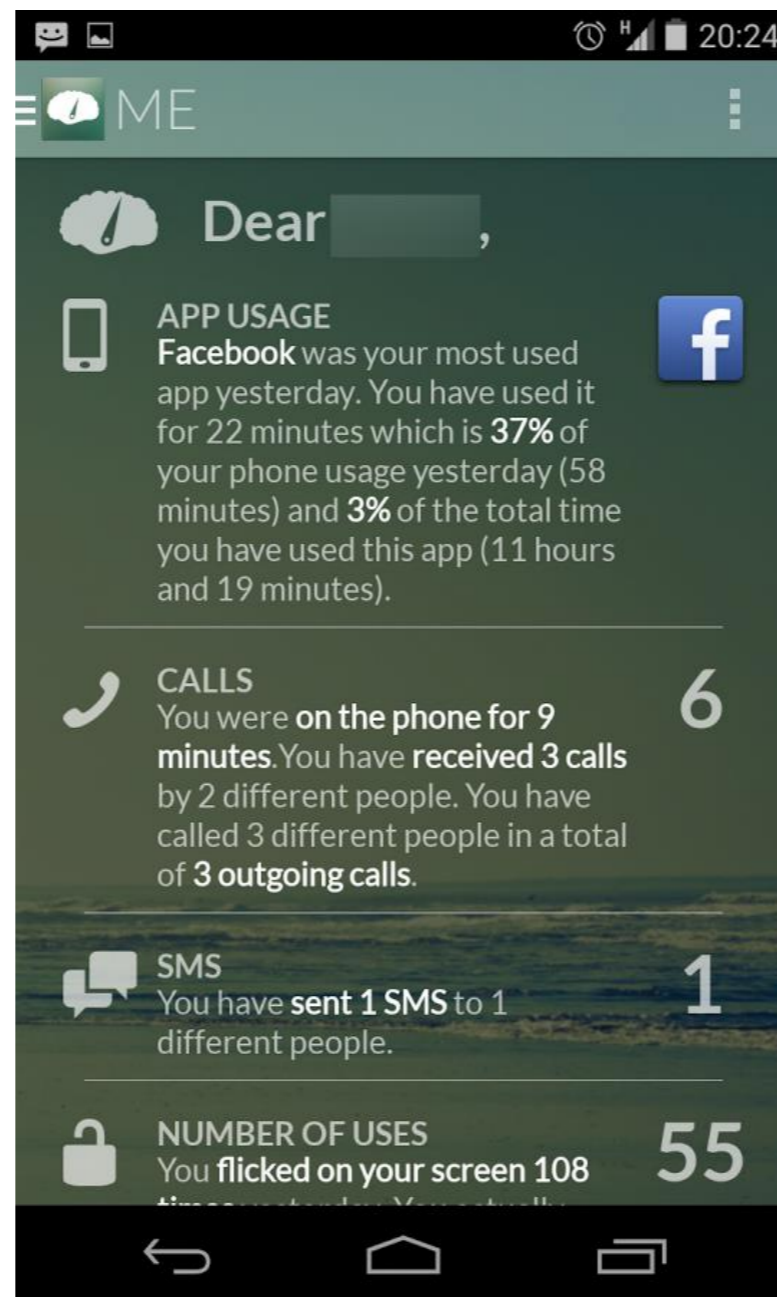 H 20:24
ME
Dear ,
APP USAGE
Facebook was your most used
app yesterday. You have used it
for 22 minutes which is 37% of
your phone usage yesterday (58
minutes) and 3% of the total time
you have used this app (11 hours
and 19 minutes).
CALLS
6
You were on the phone for 9
minutes.You have received 3 calls
by 2 different people. You have
called 3 different people in a total
of 3 outgoing calls.
SMS
1
You have sent 1 SMS to 1
different people.
NUMBER OF USES
55
You flicked on your screen 108
times yesterday. You actually